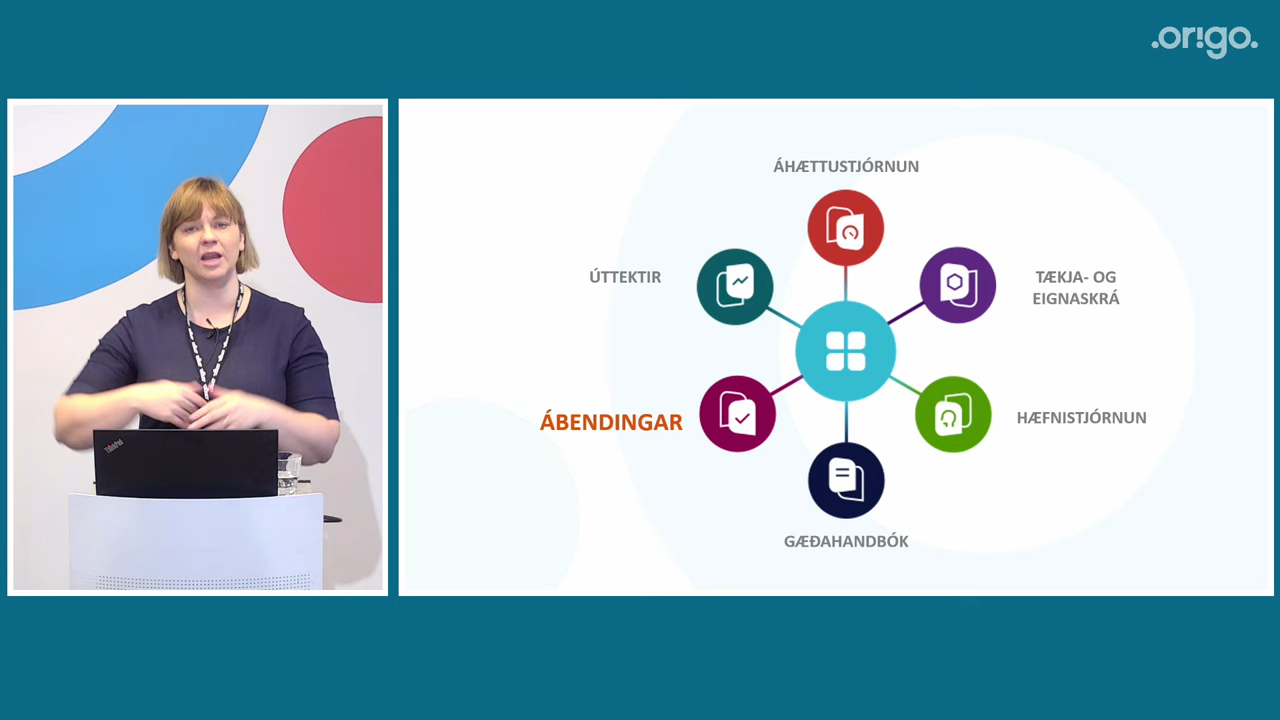 .origo.
ÁHÆTTUSTJÓRNUN
ÚTTEKTIR
TÆKJA- OG
EIGNASKRÁ
ÁBENDINGAR
HÆFNISTJÓRNUN
GÆÐAHANDBÓK
ThinkPad